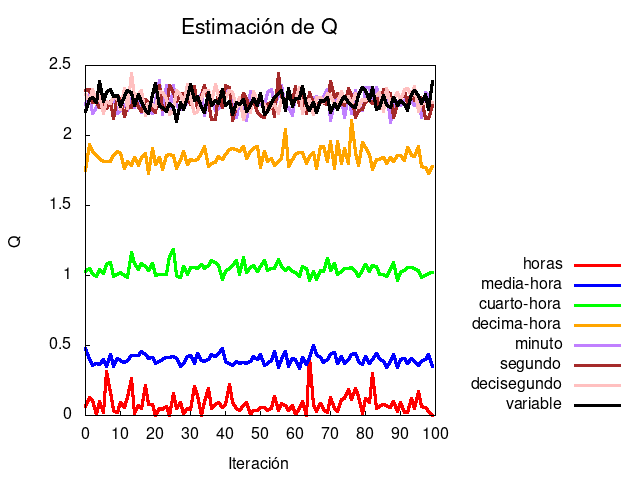 Estimación de Q
2.5
2
1.5
1
0.5
0
Q
0 10 20 30 40 50 60 70 80 90 100
Iteración
horas
media-hora
cuarto-hora
decima-hora
minuto
segundo
decisegundo
variable